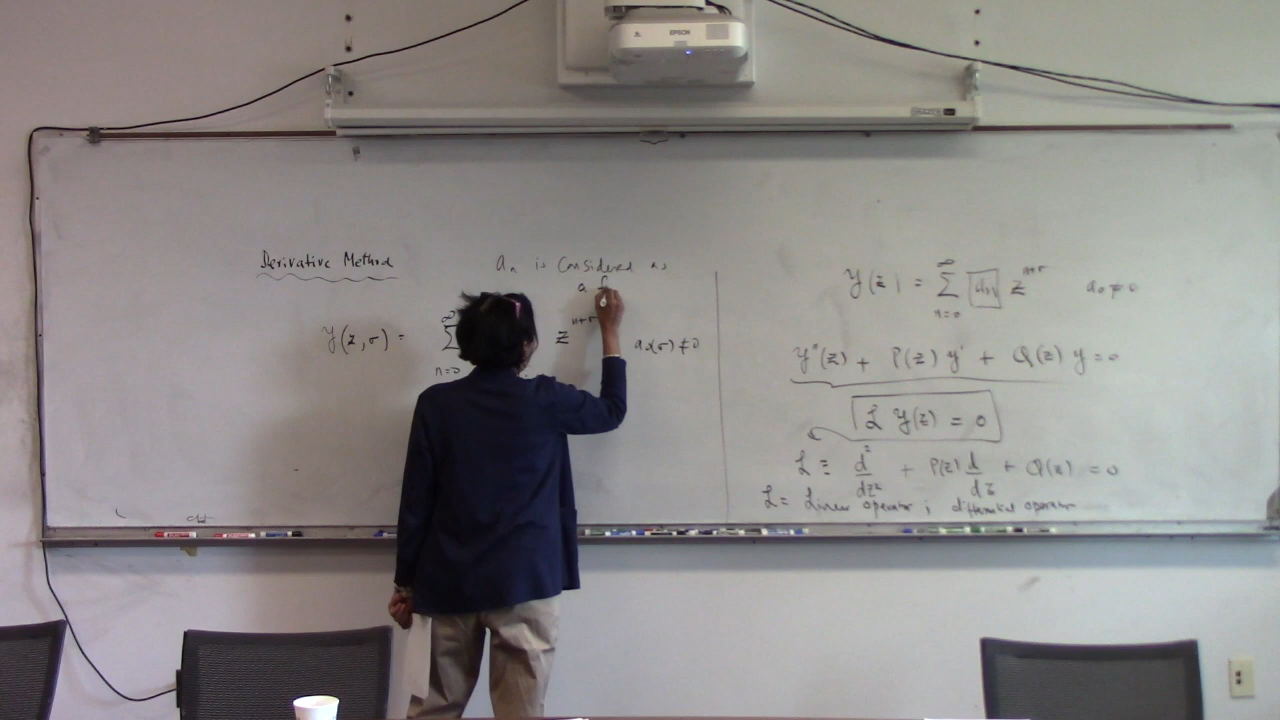 EPSON
Derivative Method
aₙ is considered as
a f
y(z,σ) = ∞ Σ n=0 z^{n+σ} a₀(σ) ≠ 0
y(z) = ∞ Σ n=0 aₙ z^{n+σ} a₀ ≠ 0
y''(z) + P(z) y' + Q(z) y = 0
ℒ y(z) = 0
ℒ ≡ d²/dz² + P(z) d/dz + Q(z) = 0
ℒ = Linear operator ; differential operator